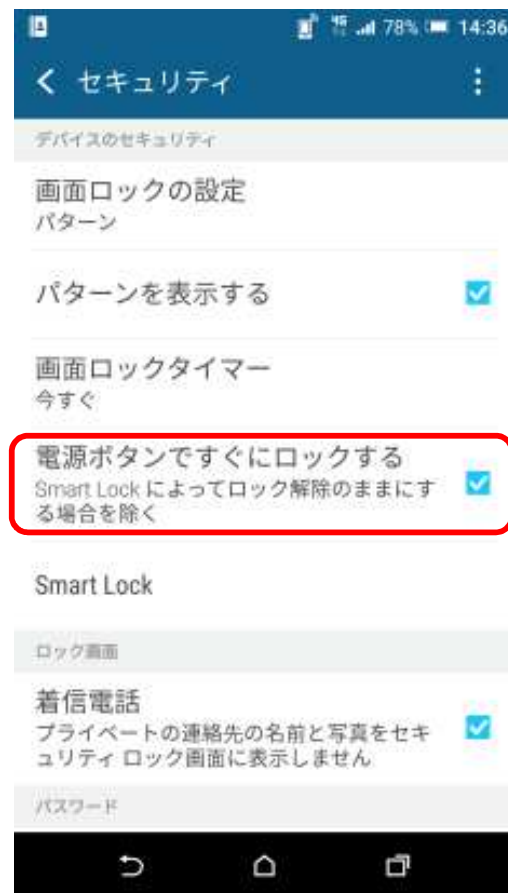 78% 14:36
セキュリティ
デバイスのセキュリティ
画面ロックの設定
パターン
パターンを表示する
画面ロックタイマー
今すぐ
電源ボタンですぐにロックする
Smart Lock によってロック解除のままにす
る場合を除く
Smart Lock
ロック画面
着信電話
プライベートの連絡先の名前と写真をセキ
ュリティ ロック画面に表示しません
パスワード